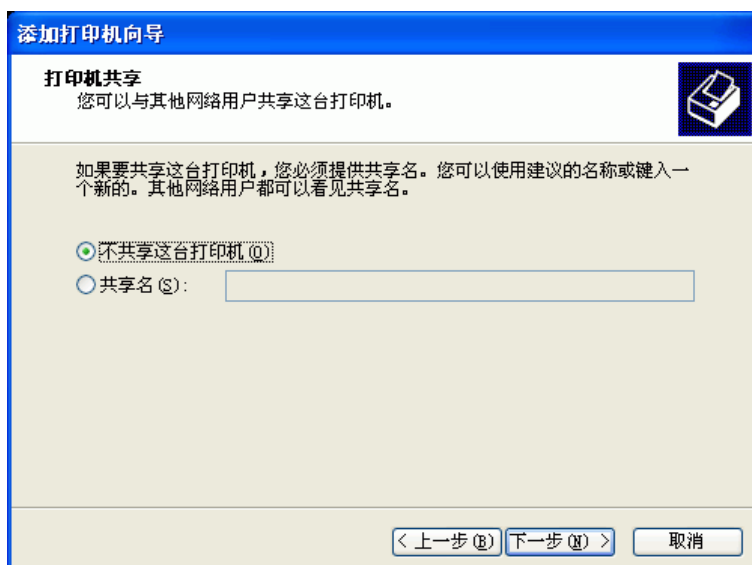 添加打印机向导
打印机共享
您可以与其他网络用户共享这台打印机。
如果要共享这台打印机，您必须提供共享名。您可以使用建议的名称或键入一
个新的。其他网络用户都可以看见共享名。
不共享这台打印机(O)
共享名(S):
< 上一步(B) 下一步(N) > 取消